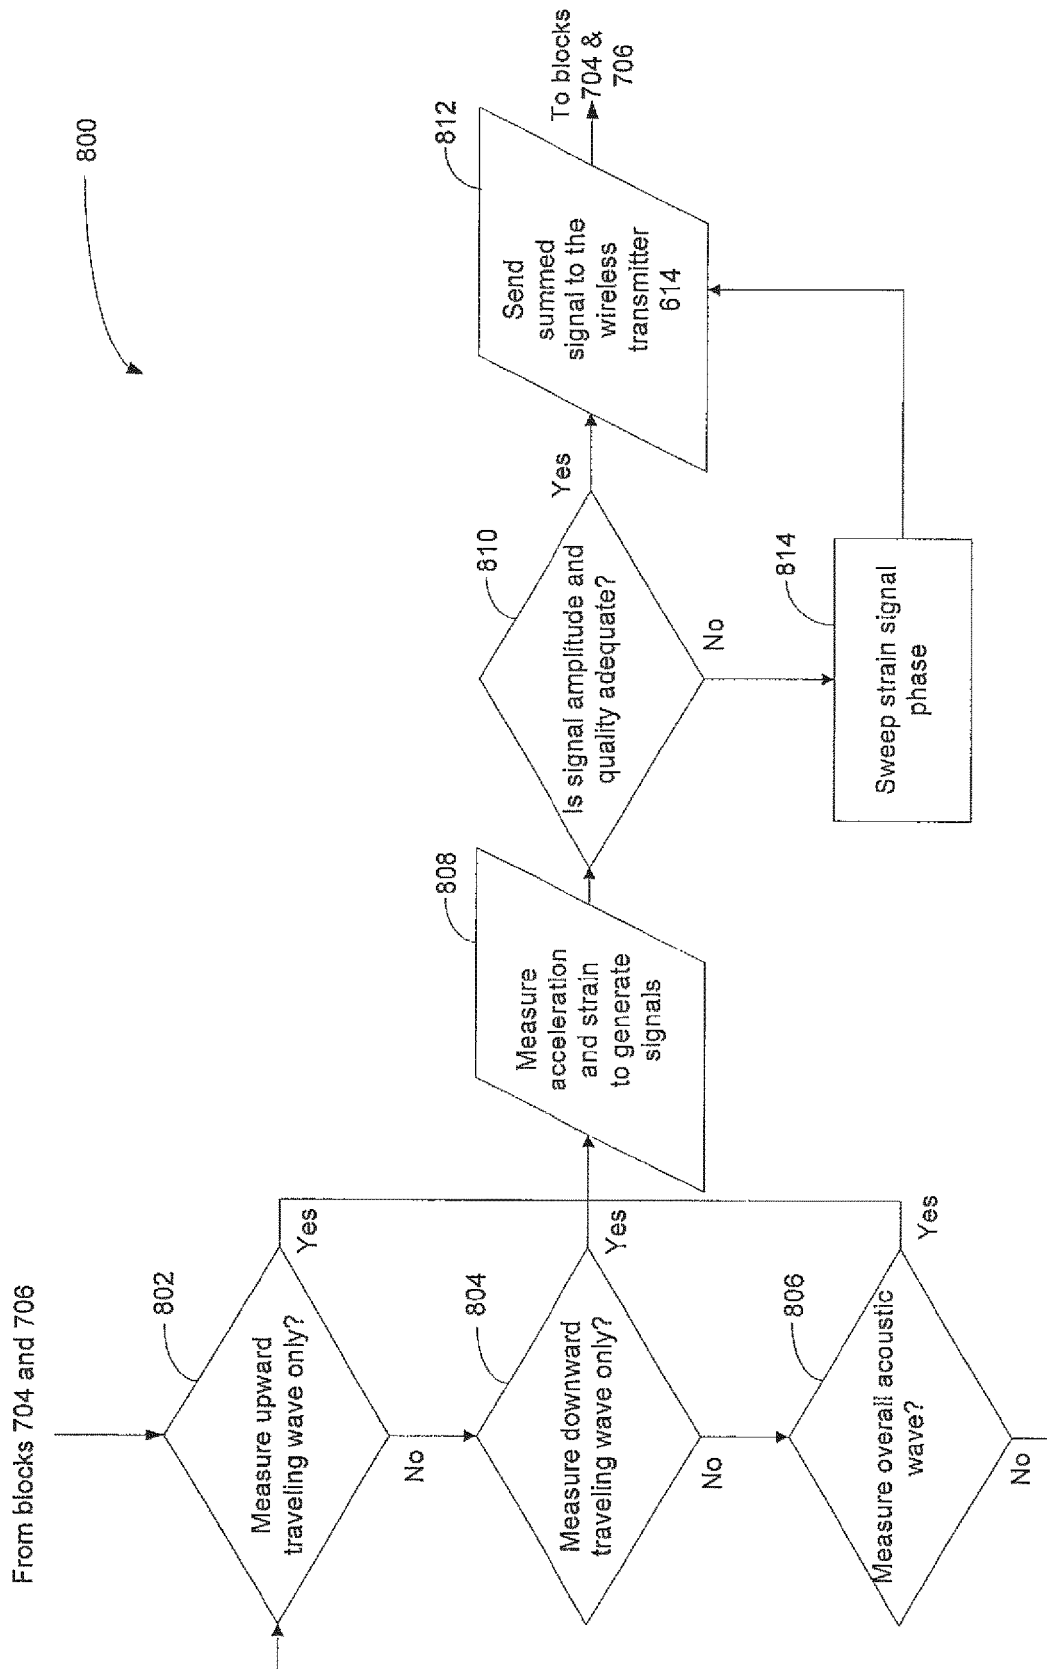 800
From blocks 704 and 706
802
Measure upward
traveling wave only?
Yes
No
804
Measure downward
traveling wave only?
Yes
No
806
Measure overall acoustic
wave?
Yes
No
808
Measure
acceleration
and strain
to generate
signals
810
Is signal amplitude and
quality adequate?
Yes
No
812
Send
summed
signal to the
wireless
transmitter
614
To blocks
704 &
706
814
Sweep strain signal
phase